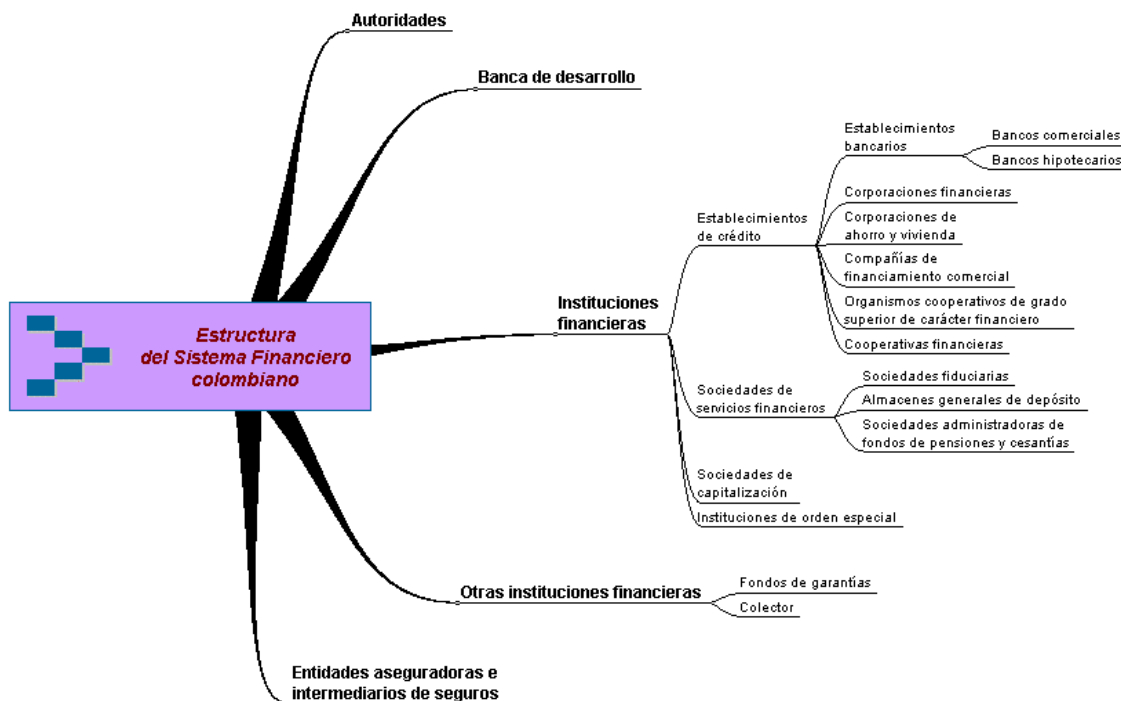 Autoridades
Banca de desarrollo
Establecimientos
bancarios
Bancos comerciales
Bancos hipotecarios
Corporaciones financieras
Establecimientos
de crédito
Corporaciones de
ahorro y vivienda
Compañías de
financiamiento comercial
Organismos cooperativos de grado
superior de carácter financiero
Cooperativas financieras
Instituciones
financieras
Estructura
del Sistema Financiero
colombiano
Sociedades de
servicios financieros
Sociedades fiduciarias
Almacenes generales de depósito
Sociedades administradoras de
fondos de pensiones y cesantías
Sociedades de
capitalización
Instituciones de orden especial
Otras instituciones financieras
Fondos de garantías
Colector
Entidades aseguradoras e
intermediarios de seguros